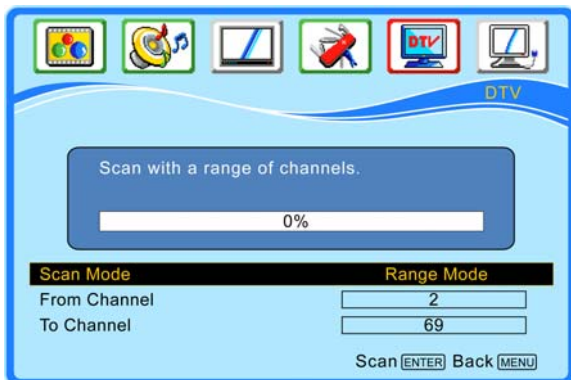 DTV
DTV
Scan with a range of channels.
0%
Scan Mode Range Mode
From Channel 2
To Channel 69
Scan ENTER Back MENU